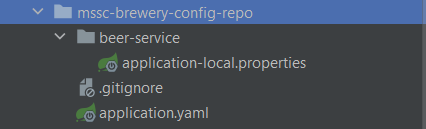 mssc-brewery-config-repo
beer-service
application-local.properties
.gitignore
application.yaml